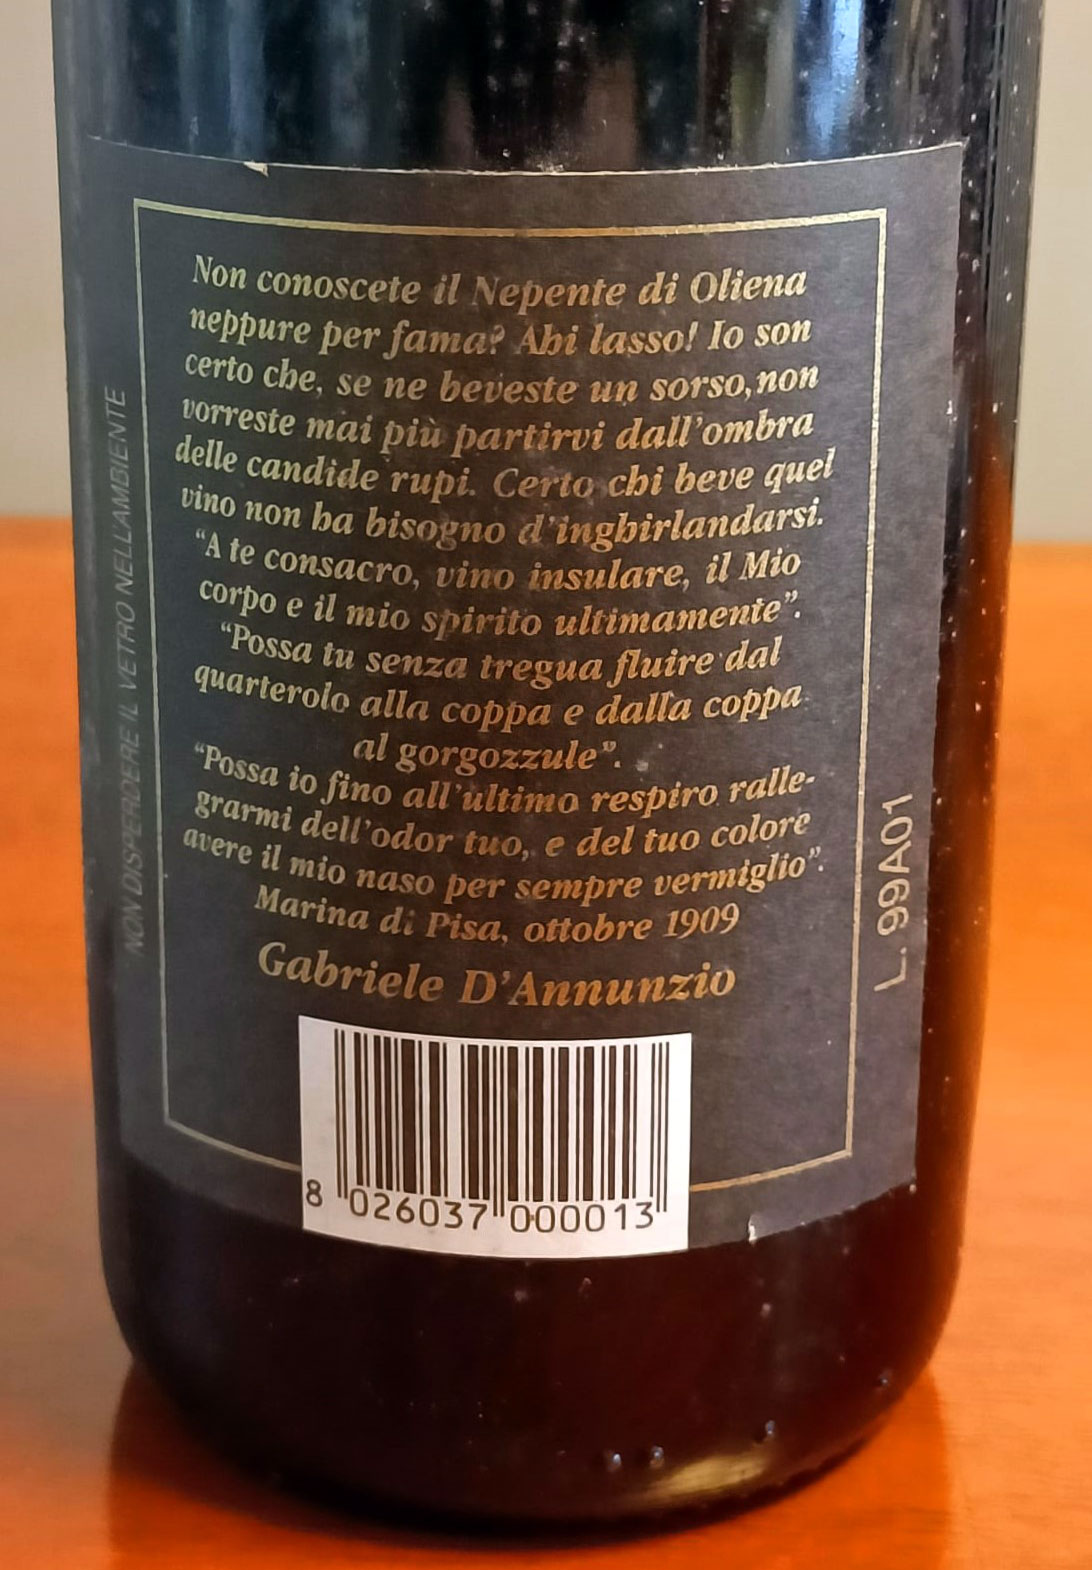 Non conoscete il Nepente di Oliena
neppure per fama? Ahi lasso! Io son
certo che, se ne beveste un sorso, non
vorreste mai più partirvi dall'ombra
delle candide rupi. Certo chi beve quel
vino non ha bisogno d'inghirlandarsi.
“A te consacro, vino insulare, il Mio
corpo e il mio spirito ultimamente”.
“Possa tu senza tregua fluire dal
quarterolo alla coppa e dalla coppa
al gorgozzule”.
“Possa io fino all'ultimo respiro ralle-
grarmi dell'odor tuo, e del tuo colore
avere il mio naso per sempre vermiglio”.
Marina di Pisa, ottobre 1909
Gabriele D'Annunzio
NON DISPERDERE IL VETRO NELL'AMBIENTE
L. 99A01
8 026037 000013